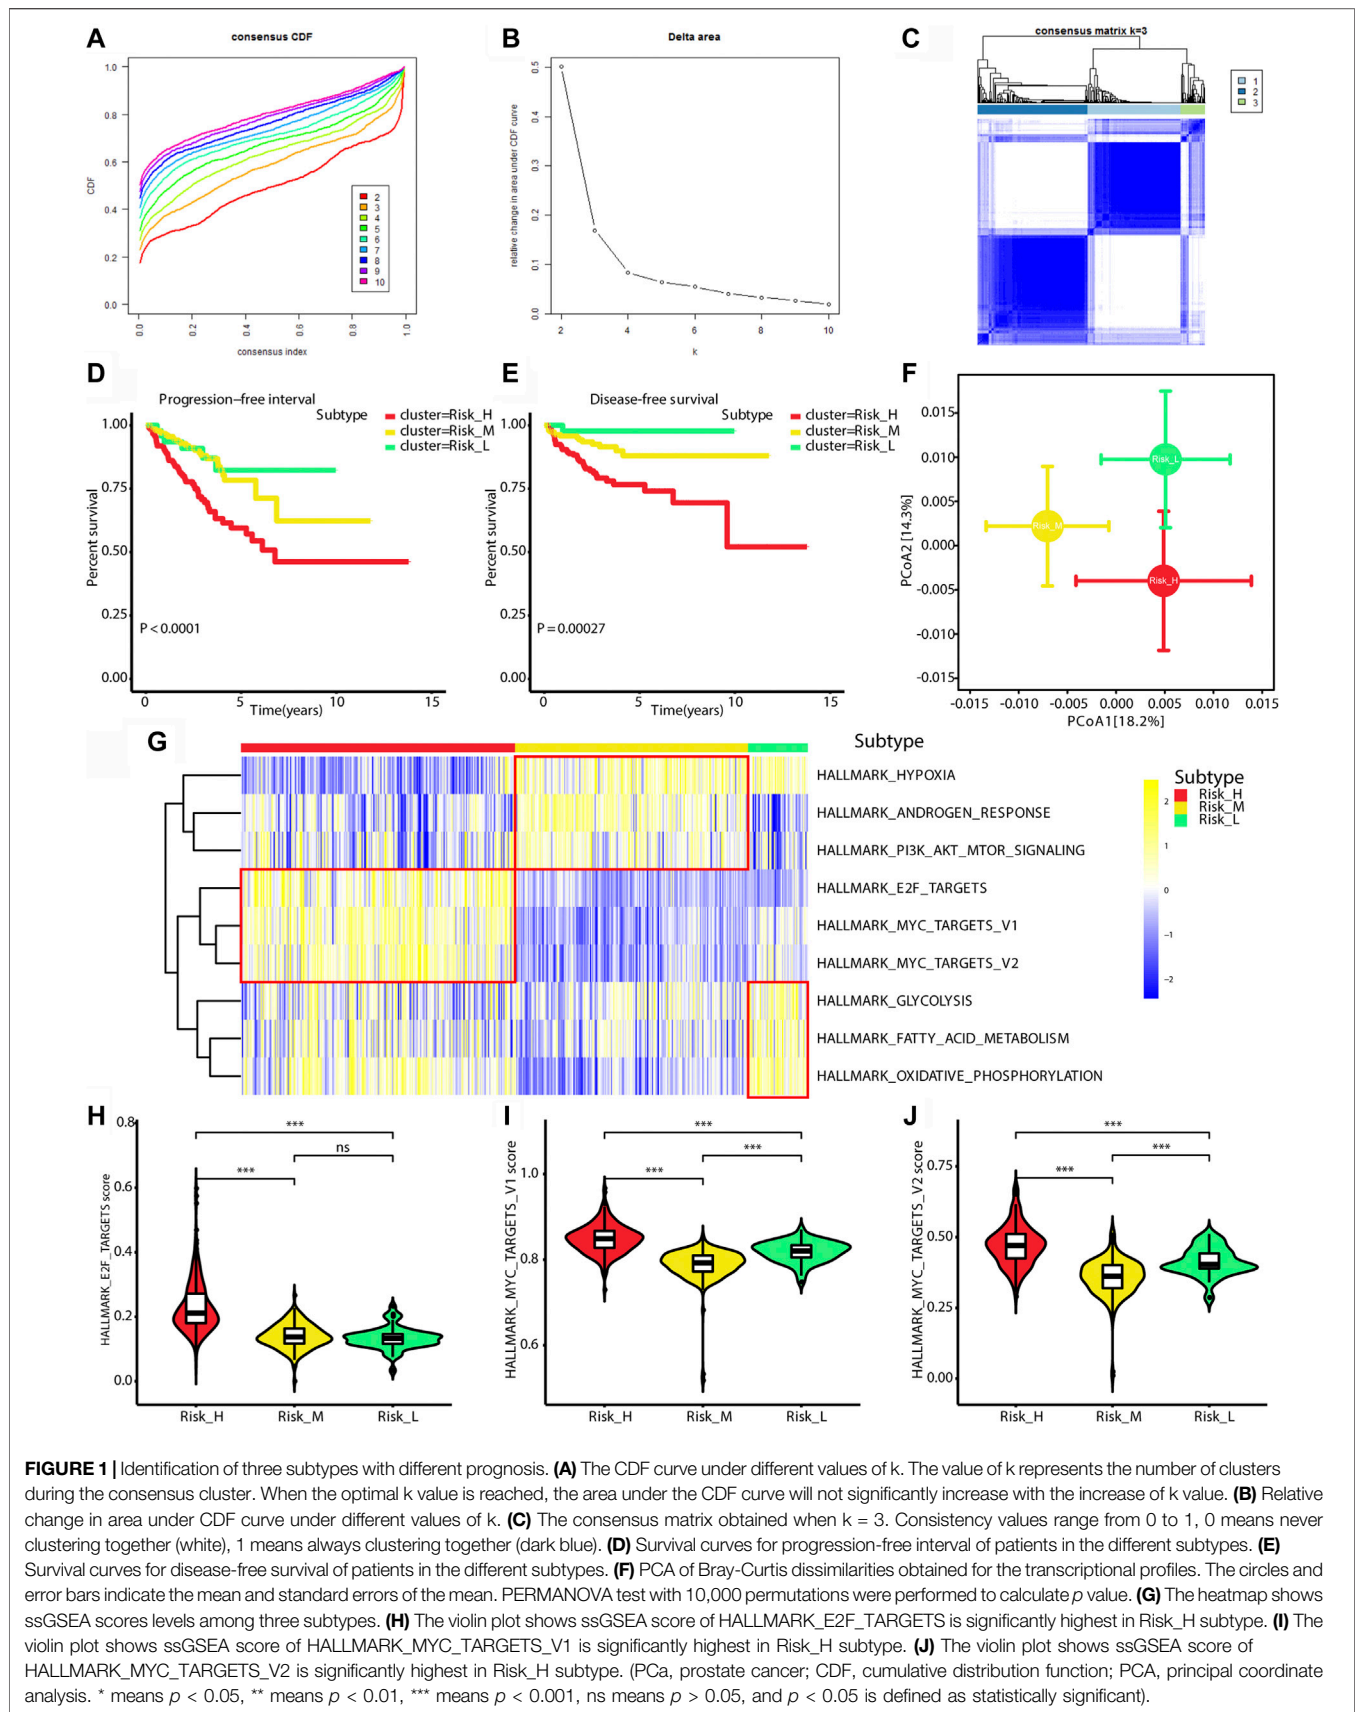 A
consensus CDF
CDF
1.0
0.8
0.6
0.4
0.2
0.0
2
3
4
5
6
7
8
9
10
0.0
0.2
0.4
0.6
0.8
1.0
consensus index
B
Delta area
relative change in area under CDF curve
0.5
0.4
0.3
0.2
0.1
0.0
2
4
6
8
10
k
C
consensus matrix k=3
1
2
3
D
Progression–free interval
Subtype
cluster=Risk_H
cluster=Risk_M
cluster=Risk_L
Percent survival
1.00
0.75
0.50
0.25
0.00
P < 0.0001
0
5
10
15
Time(years)
E
Disease-free survival
Subtype
cluster=Risk_H
cluster=Risk_M
cluster=Risk_L
Percent survival
1.00
0.75
0.50
0.25
0.00
P = 0.00027
0
5
10
15
Time(years)
F
PCoA2 [14.3%]
0.015
0.010
0.005
0.000
-0.005
-0.010
-0.015
Risk_L
Risk_M
Risk_H
-0.015
-0.010
-0.005
0.000
0.005
0.010
0.015
PCoA1[18.2%]
G
Subtype
HALLMARK_HYPOXIA
HALLMARK_ANDROGEN_RESPONSE
HALLMARK_PI3K_AKT_MTOR_SIGNALING
HALLMARK_E2F_TARGETS
HALLMARK_MYC_TARGETS_V1
HALLMARK_MYC_TARGETS_V2
HALLMARK_GLYCOLYSIS
HALLMARK_FATTY_ACID_METABOLISM
HALLMARK_OXIDATIVE_PHOSPHORYLATION
2
1
0
−1
−2
Subtype
Risk_H
Risk_M
Risk_L
H
HALLMARK_E2F_TARGETS score
0.8
0.6
0.4
0.2
0.0
***
***
ns
Risk_H
Risk_M
Risk_L
I
HALLMARK_MYC_TARGETS_V1 score
1.0
0.8
0.6
***
***
***
Risk_H
Risk_M
Risk_L
J
HALLMARK_MYC_TARGETS_V2 score
0.75
0.50
0.25
0.00
***
***
***
Risk_H
Risk_M
Risk_L
FIGURE 1 | Identification of three subtypes with different prognosis. (A) The CDF curve under different values of k. The value of k represents the number of clusters
during the consensus cluster. When the optimal k value is reached, the area under the CDF curve will not significantly increase with the increase of k value. (B) Relative
change in area under CDF curve under different values of k. (C) The consensus matrix obtained when k = 3. Consistency values range from 0 to 1, 0 means never
clustering together (white), 1 means always clustering together (dark blue). (D) Survival curves for progression-free interval of patients in the different subtypes. (E)
Survival curves for disease-free survival of patients in the different subtypes. (F) PCA of Bray-Curtis dissimilarities obtained for the transcriptional profiles. The circles and
error bars indicate the mean and standard errors of the mean. PERMANOVA test with 10,000 permutations were performed to calculate p value. (G) The heatmap shows
ssGSEA scores levels among three subtypes. (H) The violin plot shows ssGSEA score of HALLMARK_E2F_TARGETS is significantly highest in Risk_H subtype. (I) The
violin plot shows ssGSEA score of HALLMARK_MYC_TARGETS_V1 is significantly highest in Risk_H subtype. (J) The violin plot shows ssGSEA score of
HALLMARK_MYC_TARGETS_V2 is significantly highest in Risk_H subtype. (PCa, prostate cancer; CDF, cumulative distribution function; PCA, principal coordinate
analysis. * means p < 0.05, ** means p < 0.01, *** means p < 0.001, ns means p > 0.05, and p < 0.05 is defined as statistically significant).